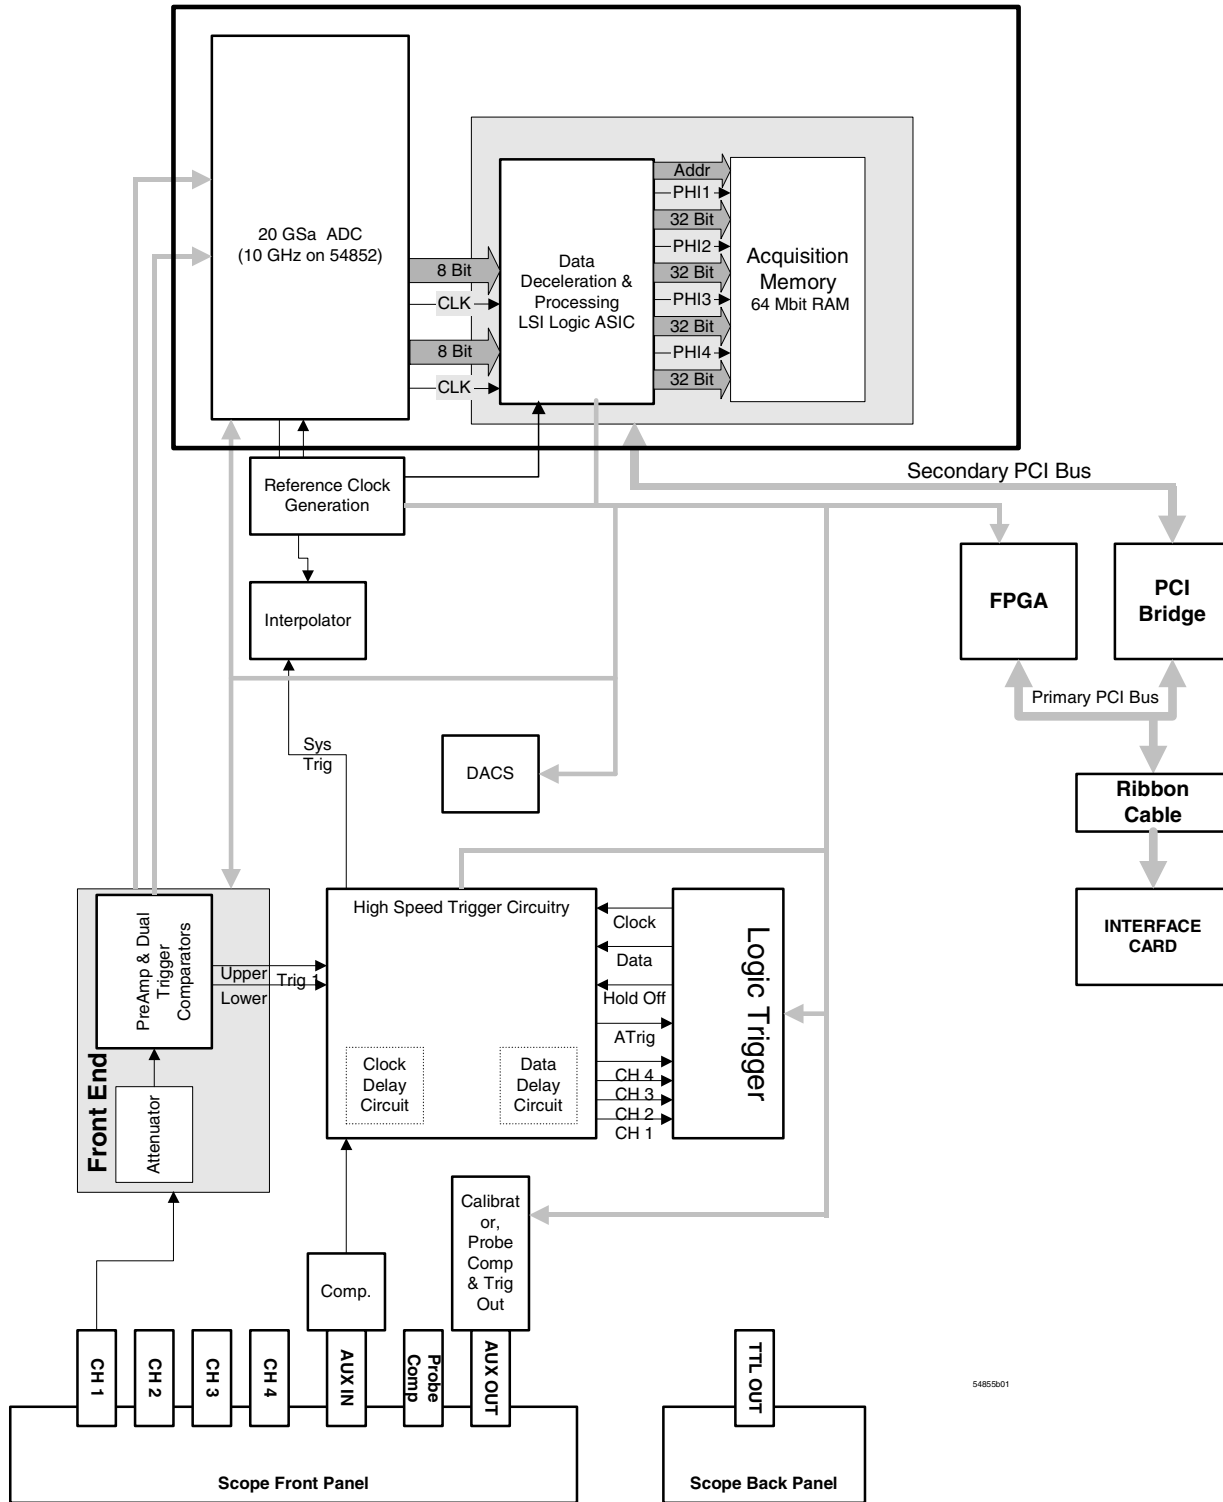 20 GSa ADC
(10 GHz on 54852)
8 Bit
CLK
8 Bit
CLK
Data
Deceleration &
Processing
LSI Logic ASIC
Addr
PHI1
32 Bit
PHI2
32 Bit
PHI3
32 Bit
PHI4
32 Bit
Acquisition
Memory
64 Mbit RAM
Reference Clock
Generation
Secondary PCI Bus
Interpolator
FPGA
PCI
Bridge
Primary PCI Bus
Sys
Trig
DACS
Ribbon
Cable
INTERFACE
CARD
Front End
PreAmp & Dual
Trigger
Comparators
Attenuator
Upper
Trig 1
Lower
High Speed Trigger Circuitry
Clock
Delay
Circuit
Data
Delay
Circuit
Clock
Data
Hold Off
ATrig
CH 4
CH 3
CH 2
CH 1
Logic Trigger
Comp.
Calibrat
or,
Probe
Comp
& Trig
Out
CH 1
CH 2
CH 3
CH 4
AUX IN
Probe
Comp
AUX OUT
TTL OUT
54855b01
Scope Front Panel
Scope Back Panel